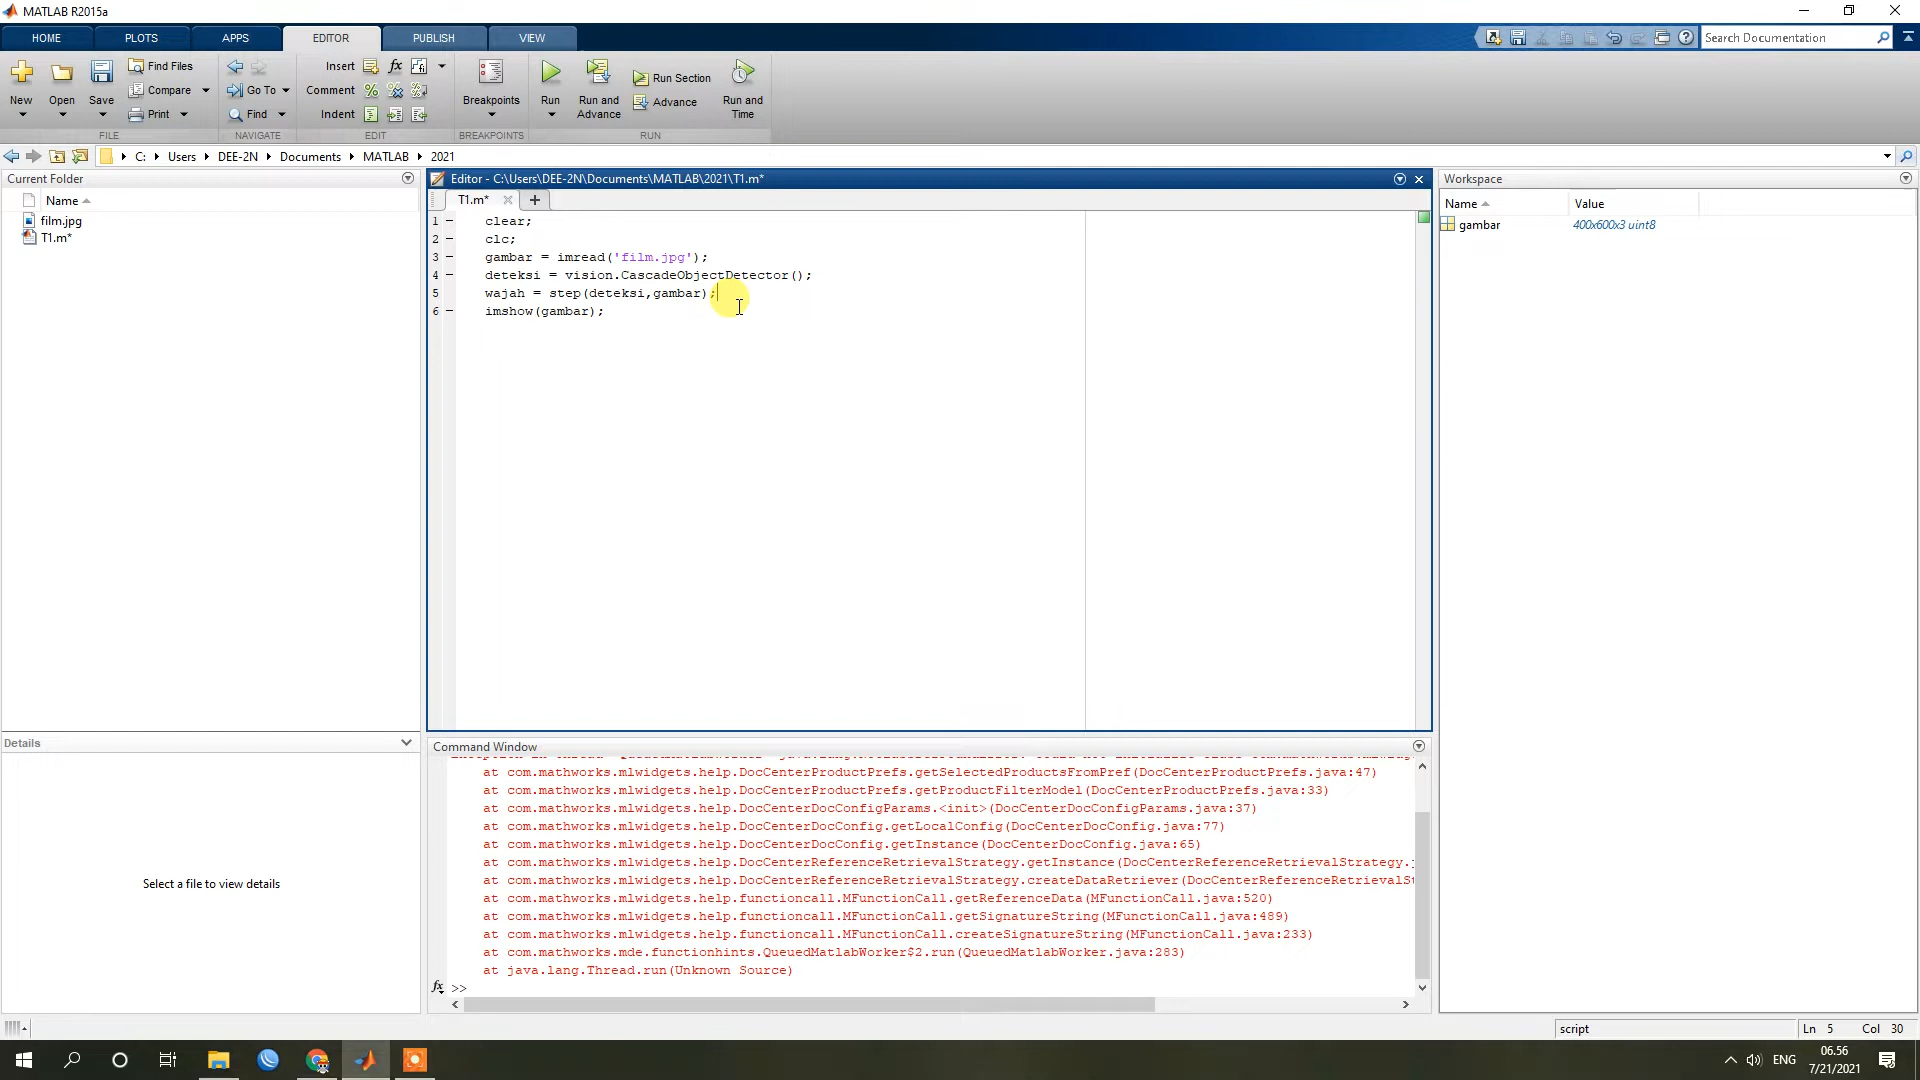 MATLAB R2015a
HOME PLOTS APPS EDITOR PUBLISH VIEW
Search Documentation
New Open Save Find Files Compare Print
Go To Find
Insert fx
Comment
Indent
Breakpoints Run Run and Advance Run Section Advance Run and Time
FILE NAVIGATE EDIT BREAKPOINTS RUN
C: Users DEE-2N Documents MATLAB 2021
Current Folder
Name
film.jpg
T1.m*
Details
Select a file to view details
Editor - C:\Users\DEE-2N\Documents\MATLAB\2021\T1.m*
T1.m*
1 clear;
2 clc;
3 gambar = imread('film.jpg');
4 deteksi = vision.CascadeObjectDetector();
5 wajah = step(deteksi,gambar);
6 imshow(gambar);
Command Window
at com.mathworks.mlwidgets.help.DocCenterProductPrefs.getSelectedProductsFromPref(DocCenterProductPrefs.java:47)
at com.mathworks.mlwidgets.help.DocCenterProductPrefs.getProductFilterModel(DocCenterProductPrefs.java:33)
at com.mathworks.mlwidgets.help.DocCenterDocConfigParams.<init>(DocCenterDocConfigParams.java:37)
at com.mathworks.mlwidgets.help.DocCenterDocConfig.getLocalConfig(DocCenterDocConfig.java:77)
at com.mathworks.mlwidgets.help.DocCenterDocConfig.getInstance(DocCenterDocConfig.java:65)
at com.mathworks.mlwidgets.help.DocCenterReferenceRetrievalStrategy.getInstance(DocCenterReferenceRetrievalStrategy.j
at com.mathworks.mlwidgets.help.DocCenterReferenceRetrievalStrategy.createDataRetriever(DocCenterReferenceRetrievalSt
at com.mathworks.mlwidgets.help.functioncall.MFunctionCall.getReferenceData(MFunctionCall.java:520)
at com.mathworks.mlwidgets.help.functioncall.MFunctionCall.getSignatureString(MFunctionCall.java:489)
at com.mathworks.mlwidgets.help.functioncall.MFunctionCall.createSignatureString(MFunctionCall.java:233)
at com.mathworks.mde.functionhints.QueuedMatlabWorker$2.run(QueuedMatlabWorker.java:283)
at java.lang.Thread.run(Unknown Source)
fx >>
Workspace
Name Value
gambar 400x600x3 uint8
script Ln 5 Col 30
ENG
06.56
7/21/2021